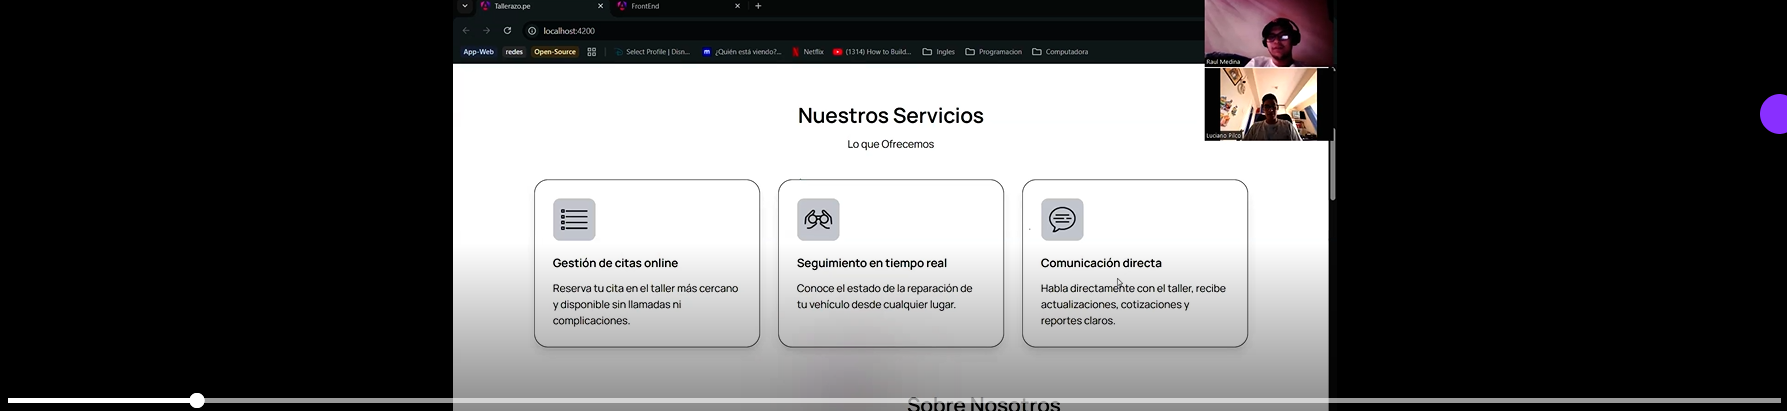 Tallerazo.pe
FrontEnd
localhost:4200
App-Web redes Open-Source Select Profile | Disn... ¿Quién está viendo?... Netflix (1314) How to Build... Ingles Programacion Computadora
Raul Medina
Luciano Pilco
Nuestros Servicios
Lo que Ofrecemos
Gestión de citas online
Reserva tu cita en el taller más cercano
y disponible sin llamadas ni
complicaciones.
Seguimiento en tiempo real
Conoce el estado de la reparación de
tu vehículo desde cualquier lugar.
Comunicación directa
Habla directamente con el taller, recibe
actualizaciones, cotizaciones y
reportes claros.
Sobre Nosotros